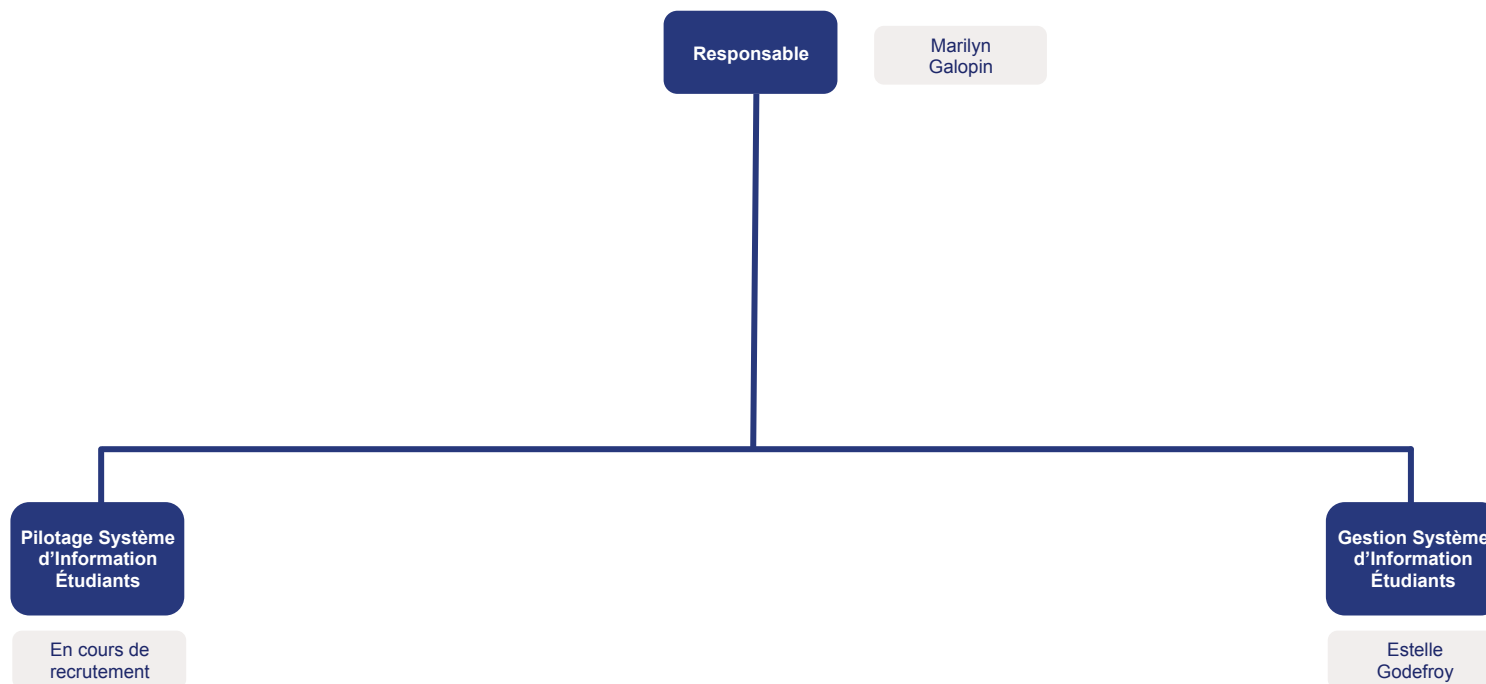 Responsable
Marilyn
Galopin
Pilotage Système
d’Information
Étudiants
En cours de
recrutement
Gestion Système
d’Information
Étudiants
Estelle
Godefroy